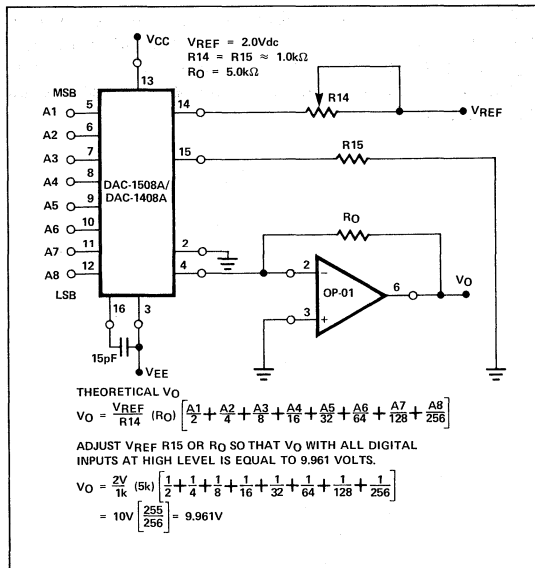 VCC
VREF = 2.0Vdc
R14 = R15 ≈ 1.0kΩ
RO = 5.0kΩ
13
MSB
A1 5
14
R14
VREF
A2 6
A3 7
15
R15
A4 8
DAC-1508A/
DAC-1408A
A5 9
A6 10
A7 11
2
RO
A8 12
4
LSB
2 −
OP-01
6
VO
3 +
16
3
15pF
VEE
THEORETICAL VO
VO = VREF/R14 (RO) [A1/2 + A2/4 + A3/8 + A4/16 + A5/32 + A6/64 + A7/128 + A8/256]
ADJUST VREF R15 OR RO SO THAT VO WITH ALL DIGITAL
INPUTS AT HIGH LEVEL IS EQUAL TO 9.961 VOLTS.
VO = 2V/1k (5k) [1/2 + 1/4 + 1/8 + 1/16 + 1/32 + 1/64 + 1/128 + 1/256]
= 10V [255/256] = 9.961V